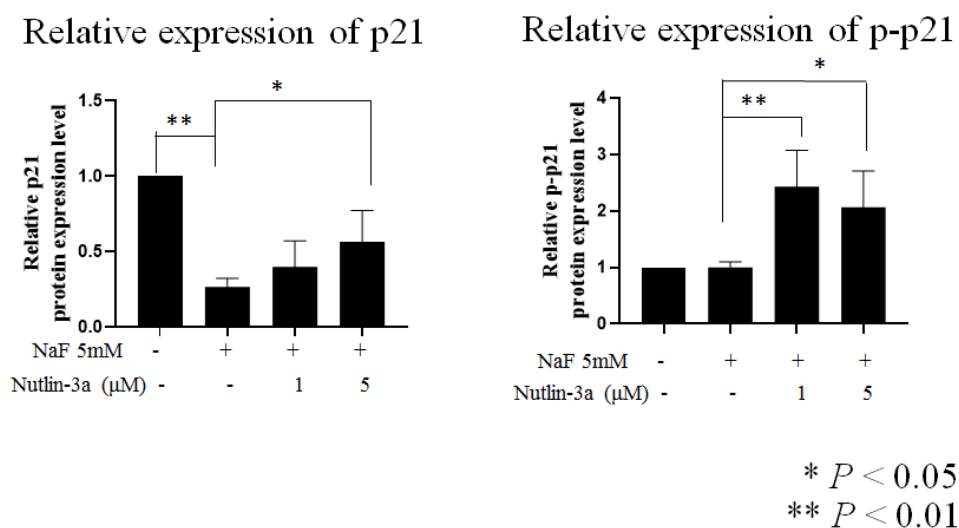 Relative expression of p21
**
*
Relative p21
protein expression level
1.5
1.0
0.5
0.0
NaF 5mM - + + +
Nutlin-3a (μM) - - 1 5
Relative expression of p-p21
*
**
Relative p-p21
protein expression level
4
3
2
1
0
NaF 5mM - + + +
Nutlin-3a (μM) - - 1 5
* P < 0.05
** P < 0.01